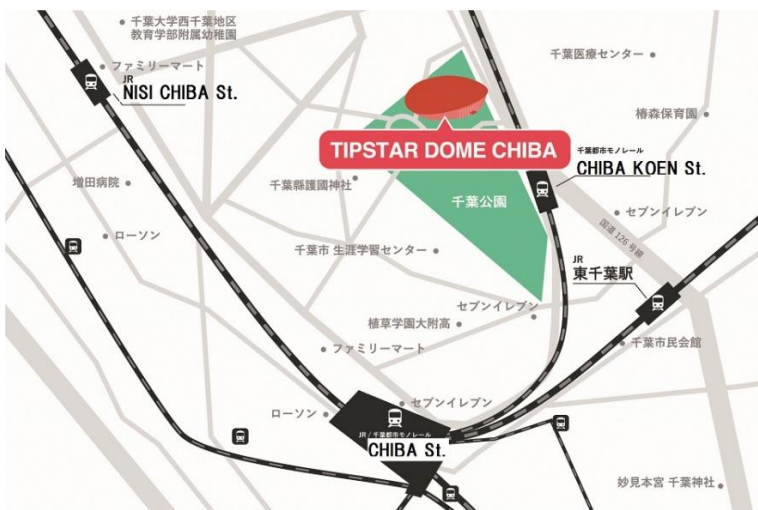 千葉大学西千葉地区
教育学部附属幼稚園
ファミリーマート
JR
NISI CHIBA St.
千葉医療センター
椿森保育園
TIPSTAR DOME CHIBA
千葉都市モノレール
CHIBA KOEN St.
増田病院
千葉縣護國神社
千葉公園
セブンイレブン
ローソン
千葉市 生涯学習センター
国道126号線
JR
東千葉駅
セブンイレブン
植草学園大附高
ファミリーマート
千葉市民会館
ローソン
セブンイレブン
JR / 千葉都市モノレール
CHIBA St.
妙見本宮 千葉神社